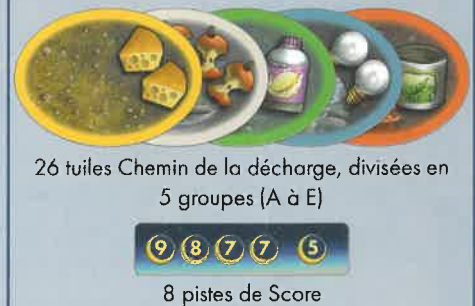 26 tuiles Chemin de la décharge, divisées en
5 groupes (A à E)
9 8 7 7 5
8 pistes de Score